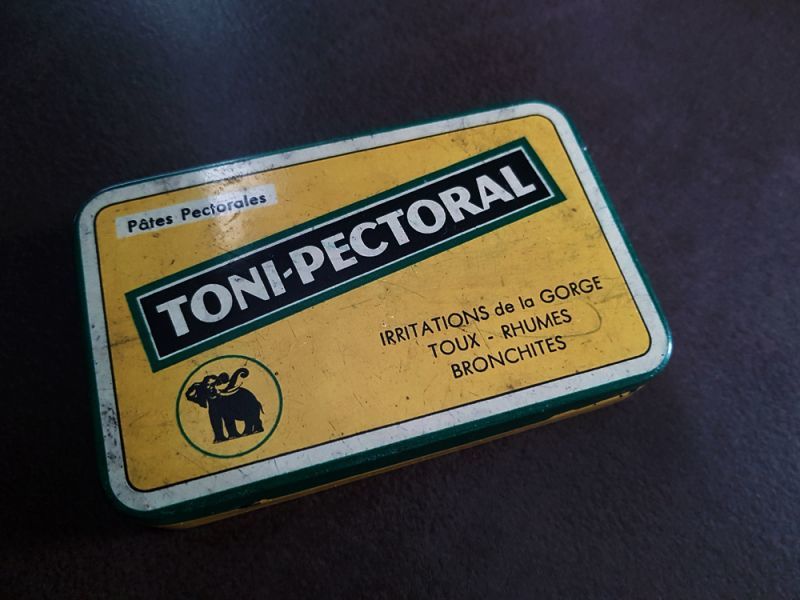 Pâtes Pectorales
TONI-PECTORAL
IRRITATIONS de la GORGE
TOUX - RHUMES
BRONCHITES